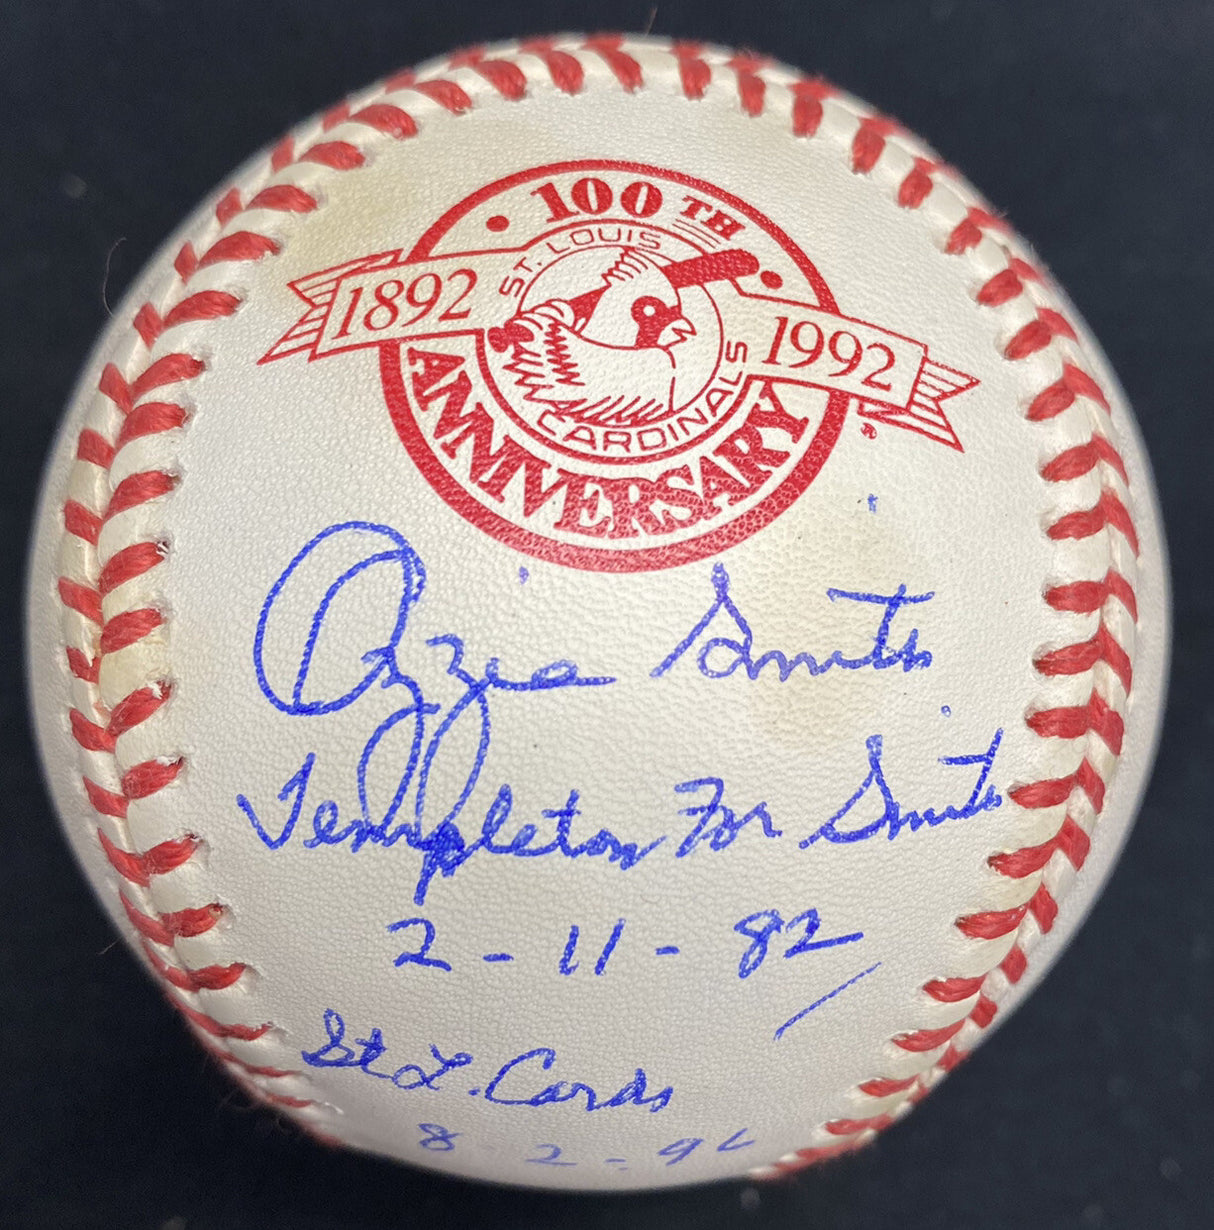 100TH
ST. LOUIS
1892
1992
CARDINALS
ANNIVERSARY
Ozzie Smith
Templeton For Smith
2-11-82
St L. Cards
8-2-96